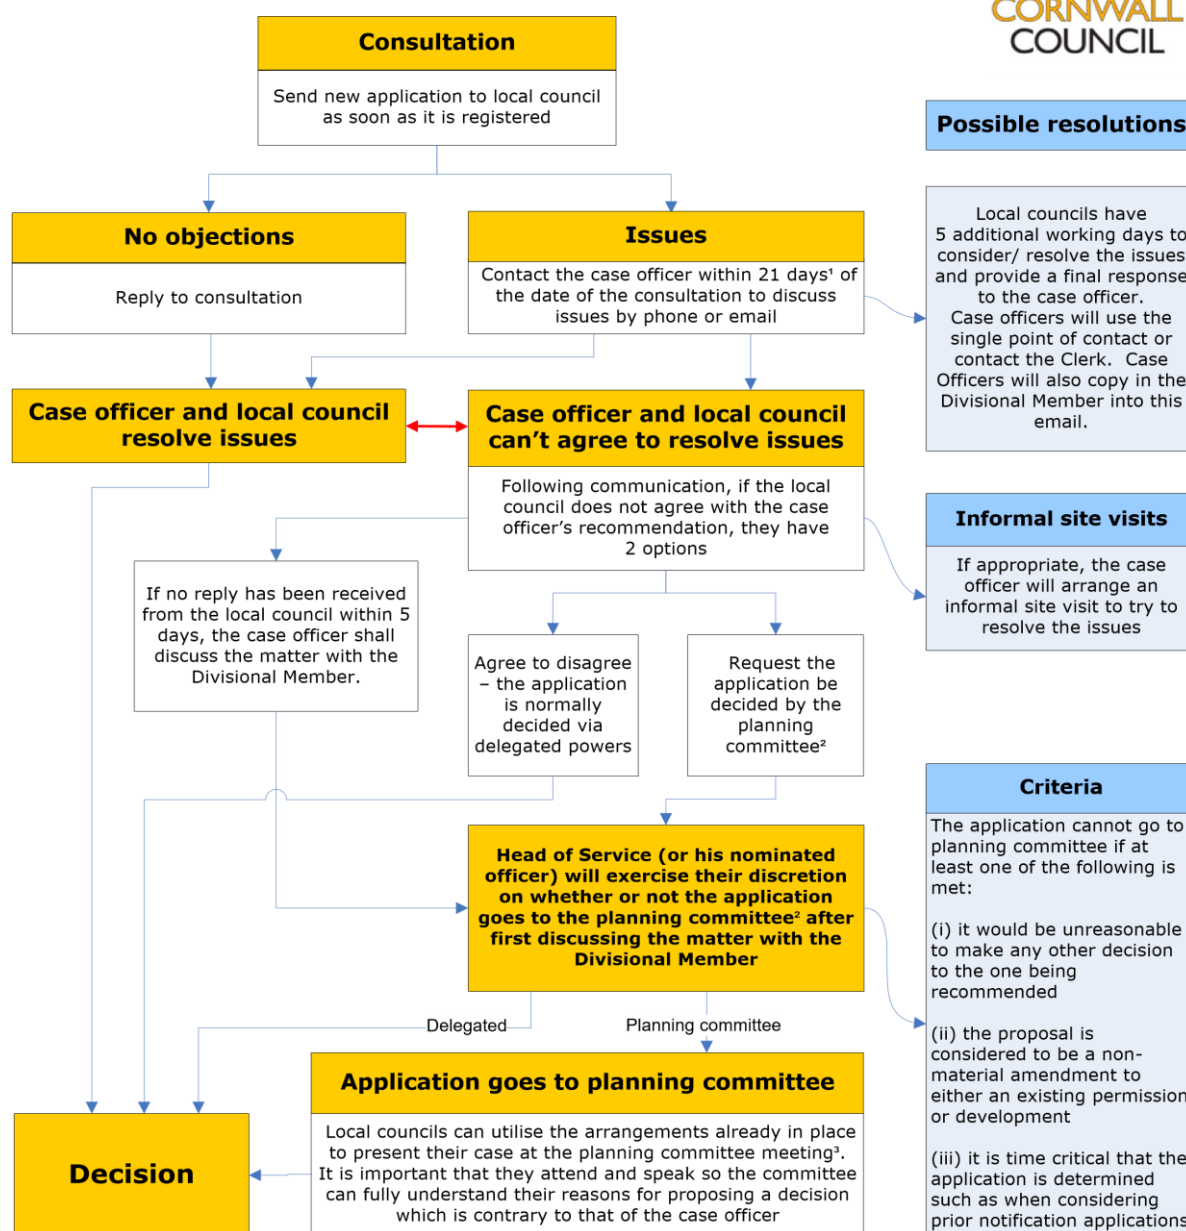 CORNWALL
COUNCIL
Consultation
Send new application to local council
as soon as it is registered
Possible resolutions
No objections
Reply to consultation
Issues
Contact the case officer within 21 days¹ of
the date of the consultation to discuss
issues by phone or email
Local councils have
5 additional working days to
consider/ resolve the issues
and provide a final response
to the case officer.
Case officers will use the
single point of contact or
contact the Clerk. Case
Officers will also copy in the
Divisional Member into this
email.
Case officer and local council
resolve issues
Case officer and local council
can't agree to resolve issues
Following communication, if the local
council does not agree with the case
officer's recommendation, they have
2 options
Informal site visits
If appropriate, the case
officer will arrange an
informal site visit to try to
resolve the issues
If no reply has been received
from the local council within 5
days, the case officer shall
discuss the matter with the
Divisional Member.
Agree to disagree
– the application
is normally
decided via
delegated powers
Request the
application be
decided by the
planning
committee²
Head of Service (or his nominated
officer) will exercise their discretion
on whether or not the application
goes to the planning committee² after
first discussing the matter with the
Divisional Member
Criteria
The application cannot go to
planning committee if at
least one of the following is
met:
(i) it would be unreasonable
to make any other decision
to the one being
recommended
(ii) the proposal is
considered to be a non-
material amendment to
either an existing permission
or development
(iii) it is time critical that the
application is determined
such as when considering
prior notification applications
Delegated
Planning committee
Application goes to planning committee
Local councils can utilise the arrangements already in place
to present their case at the planning committee meeting³.
It is important that they attend and speak so the committee
can fully understand their reasons for proposing a decision
which is contrary to that of the case officer
Decision